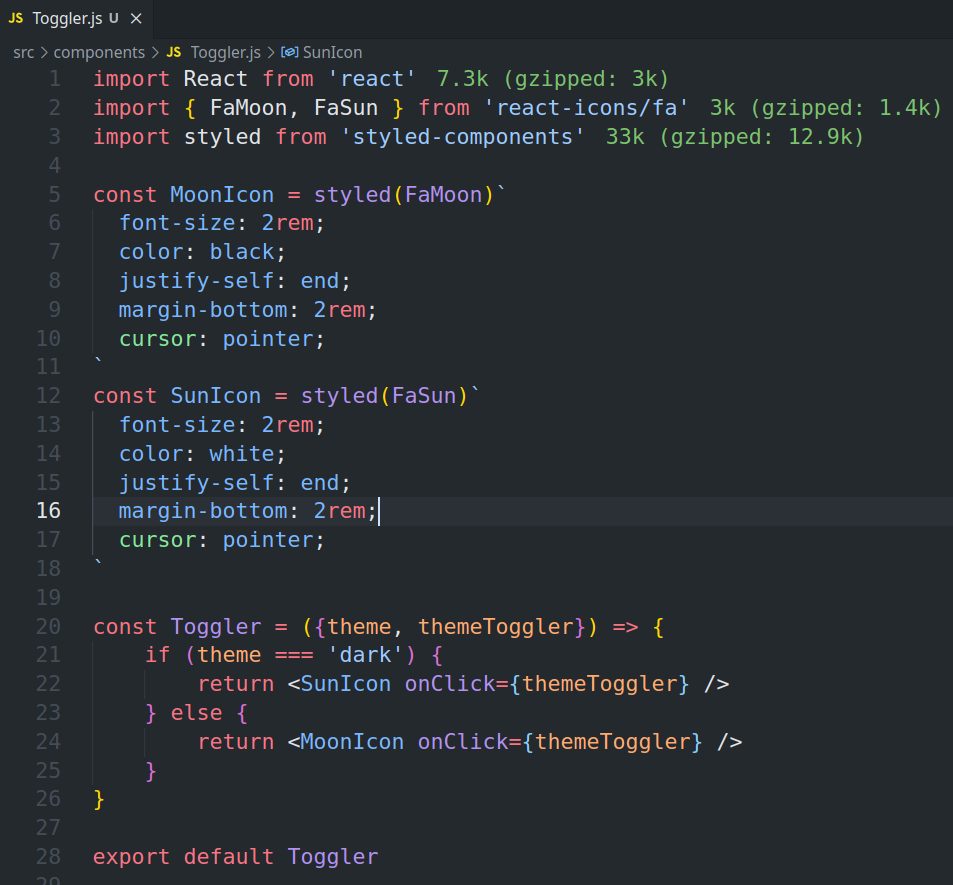 JS Toggler.js U ×
src > components > JS Toggler.js > SunIcon
1 import React from 'react' 7.3k (gzipped: 3k)
2 import { FaMoon, FaSun } from 'react-icons/fa' 3k (gzipped: 1.4k)
3 import styled from 'styled-components' 33k (gzipped: 12.9k)
4
5 const MoonIcon = styled(FaMoon)`
6   font-size: 2rem;
7   color: black;
8   justify-self: end;
9   margin-bottom: 2rem;
10   cursor: pointer;
11 `
12 const SunIcon = styled(FaSun)`
13   font-size: 2rem;
14   color: white;
15   justify-self: end;
16   margin-bottom: 2rem;
17   cursor: pointer;
18 `
19
20 const Toggler = ({theme, themeToggler}) => {
21     if (theme === 'dark') {
22         return <SunIcon onClick={themeToggler} />
23     } else {
24         return <MoonIcon onClick={themeToggler} />
25     }
26 }
27
28 export default Toggler
29